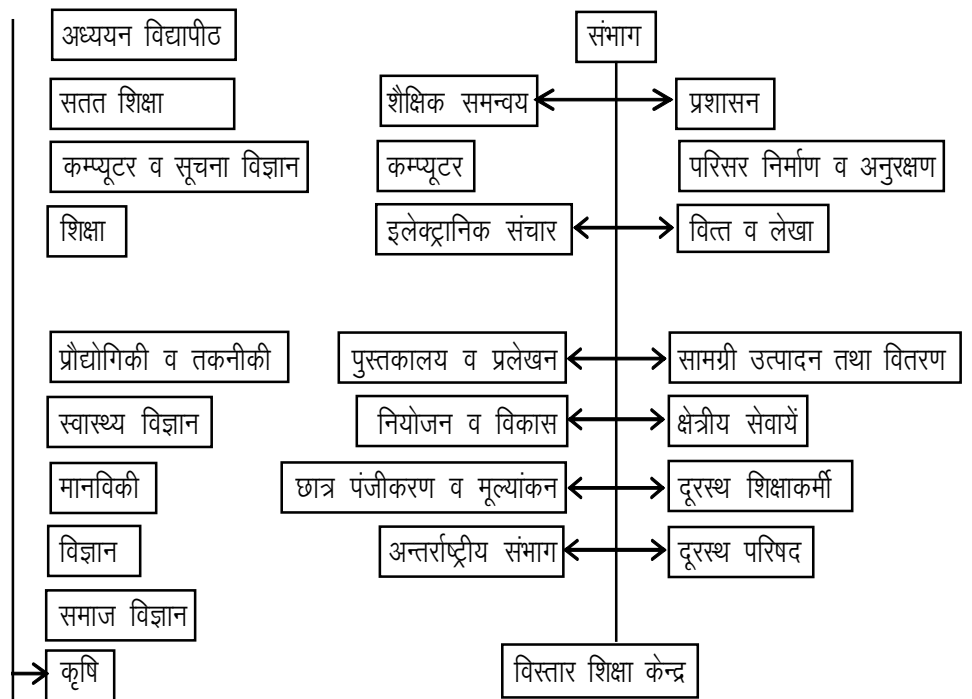 अध्ययन विद्यापीठ
संभाग
सतत शिक्षा
शैक्षिक समन्वय
प्रशासन
कम्प्यूटर व सूचना विज्ञान
कम्प्यूटर
परिसर निर्माण व अनुरक्षण
शिक्षा
इलेक्ट्रानिक संचार
वित्त व लेखा
प्रौद्योगिकी व तकनीकी
पुस्तकालय व प्रलेखन
सामग्री उत्पादन तथा वितरण
स्वास्थ्य विज्ञान
नियोजन व विकास
क्षेत्रीय सेवायें
मानविकी
छात्र पंजीकरण व मूल्यांकन
दूरस्थ शिक्षाकर्मी
विज्ञान
अन्तर्राष्ट्रीय संभाग
दूरस्थ परिषद
समाज विज्ञान
कृषि
विस्तार शिक्षा केन्द्र